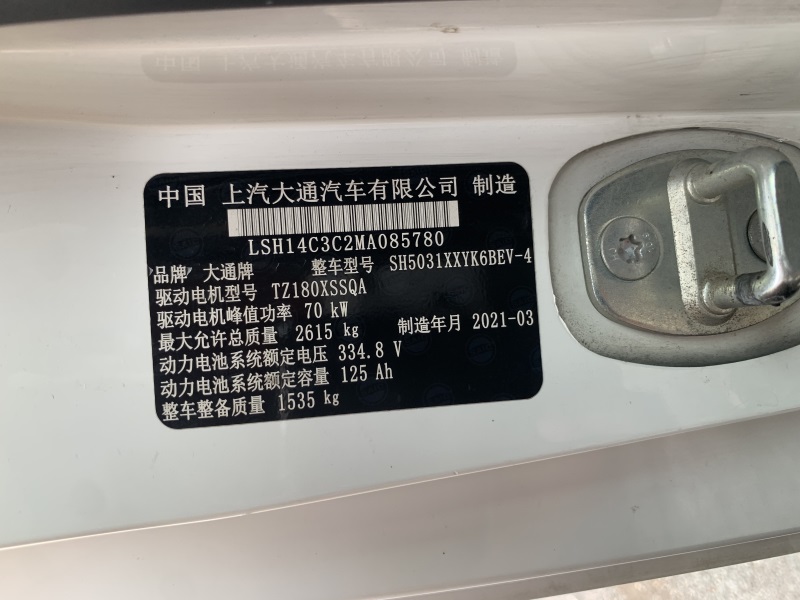 中国 上汽大通汽车有限公司 制造
LSH14C3C2MA085780
品牌 大通牌 整车型号 SH5031XXYK6BEV-4
驱动电机型号 TZ180XSSQA
驱动电机峰值功率 70 kW
最大允许总质量 2615 kg 制造年月 2021-03
动力电池系统额定电压 334.8 V
动力电池系统额定容量 125 Ah
整车整备质量 1535 kg